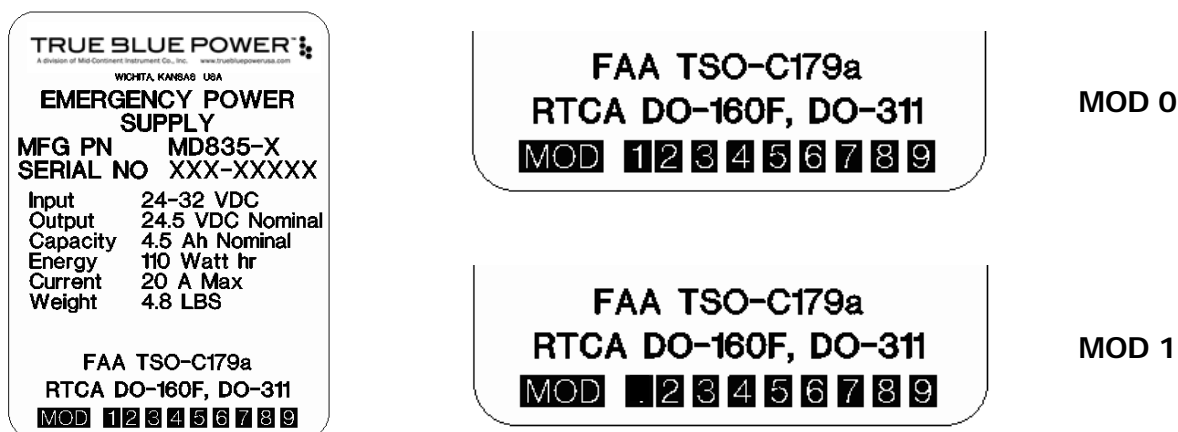 TRUE BLUE POWER™
A division of Mid-Continent Instrument Co., Inc. www.truebluepowerusa.com
WICHITA, KANSAS USA
EMERGENCY POWER
SUPPLY
MFG PN MD835-X
SERIAL NO XXX-XXXXX
Input 24-32 VDC
Output 24.5 VDC Nominal
Capacity 4.5 Ah Nominal
Energy 110 Watt hr
Current 20 A Max
Weight 4.8 LBS
FAA TSO-C179a
RTCA DO-160F, DO-311
MOD 1 2 3 4 5 6 7 8 9
FAA TSO-C179a
RTCA DO-160F, DO-311
MOD 1 2 3 4 5 6 7 8 9
MOD 0
FAA TSO-C179a
RTCA DO-160F, DO-311
MOD . 2 3 4 5 6 7 8 9
MOD 1